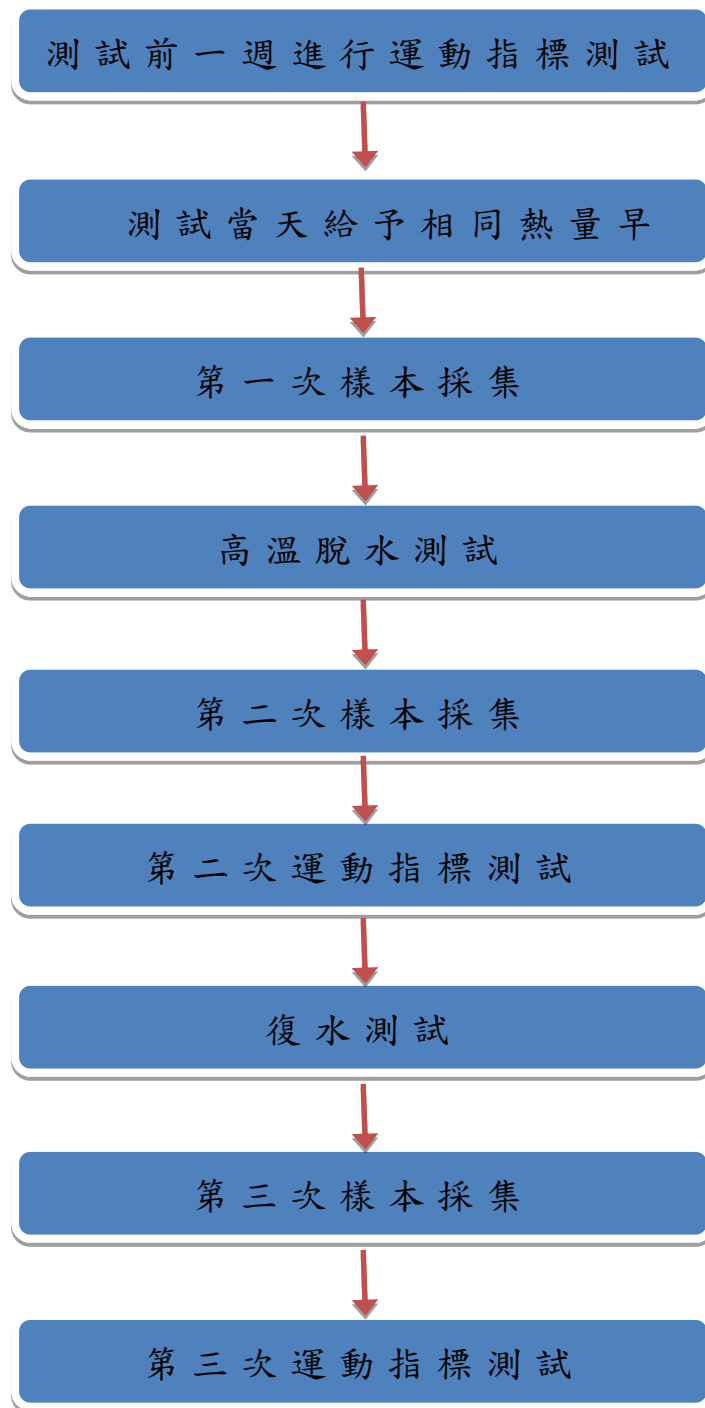 測試前一週進行運動指標測試
測試當天給予相同熱量早
第一次樣本採集
高溫脫水測試
第二次樣本採集
第二次運動指標測試
復水測試
第三次樣本採集
第三次運動指標測試